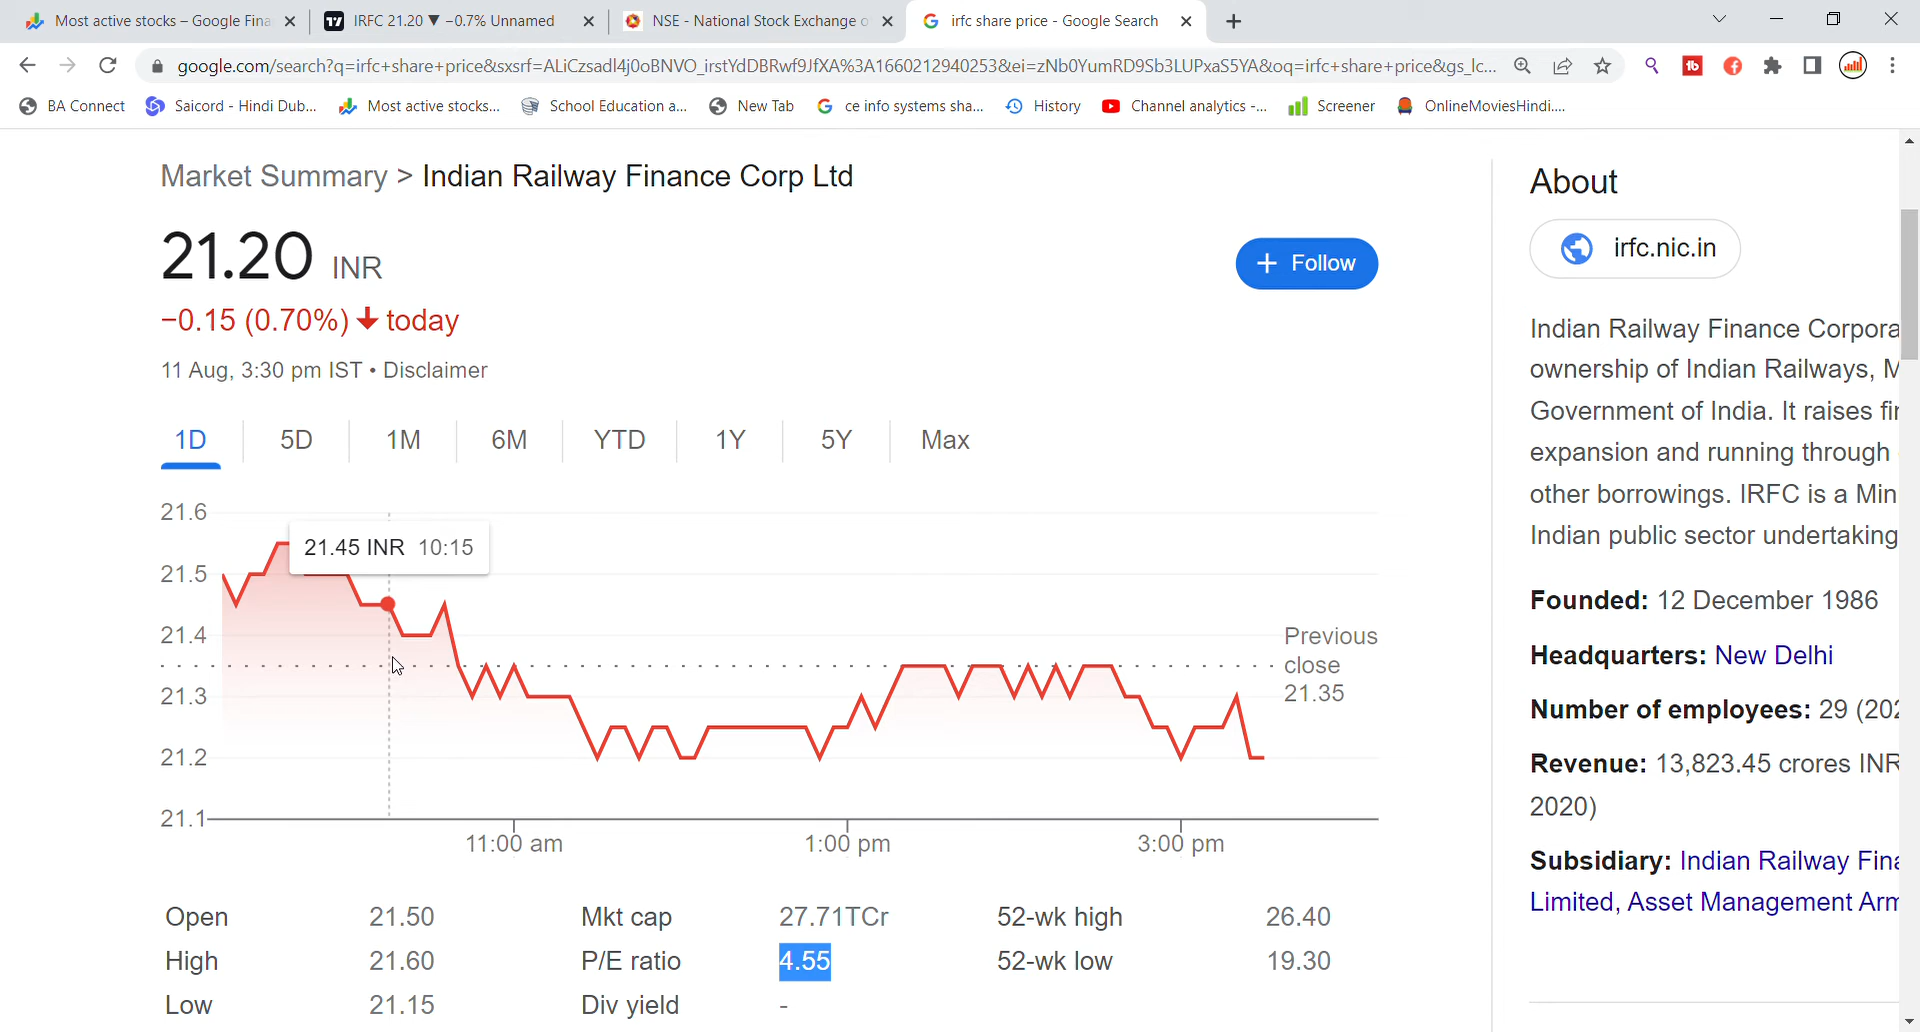 Most active stocks – Google Fina
IRFC 21.20 ▼ −0.7% Unnamed
NSE - National Stock Exchange o
irfc share price - Google Search
google.com/search?q=irfc+share+price&sxsrf=ALiCzsadl4j0oBNVO_irstYdDBRwf9JfXA%3A1660212940253&ei=zNb0YumRD9Sb3LUPxaS5YA&oq=irfc+share+price&gs_lc...
BA Connect
Saicord - Hindi Dub...
Most active stocks...
School Education a...
New Tab
ce info systems sha...
History
Channel analytics -...
Screener
OnlineMoviesHindi....
Market Summary > Indian Railway Finance Corp Ltd
21.20 INR
−0.15 (0.70%) ↓ today
11 Aug, 3:30 pm IST • Disclaimer
+ Follow
1D 5D 1M 6M YTD 1Y 5Y Max
21.6
21.45 INR 10:15
21.5
21.4
Previous
close
21.35
21.3
21.2
21.1
11:00 am 1:00 pm 3:00 pm
Open 21.50 Mkt cap 27.71TCr 52-wk high 26.40
High 21.60 P/E ratio 4.55 52-wk low 19.30
Low 21.15 Div yield -
About
irfc.nic.in
Indian Railway Finance Corpora
ownership of Indian Railways, M
Government of India. It raises fin
expansion and running through
other borrowings. IRFC is a Min
Indian public sector undertaking
Founded: 12 December 1986
Headquarters: New Delhi
Number of employees: 29 (202
Revenue: 13,823.45 crores INR
2020)
Subsidiary: Indian Railway Fina
Limited, Asset Management Arm